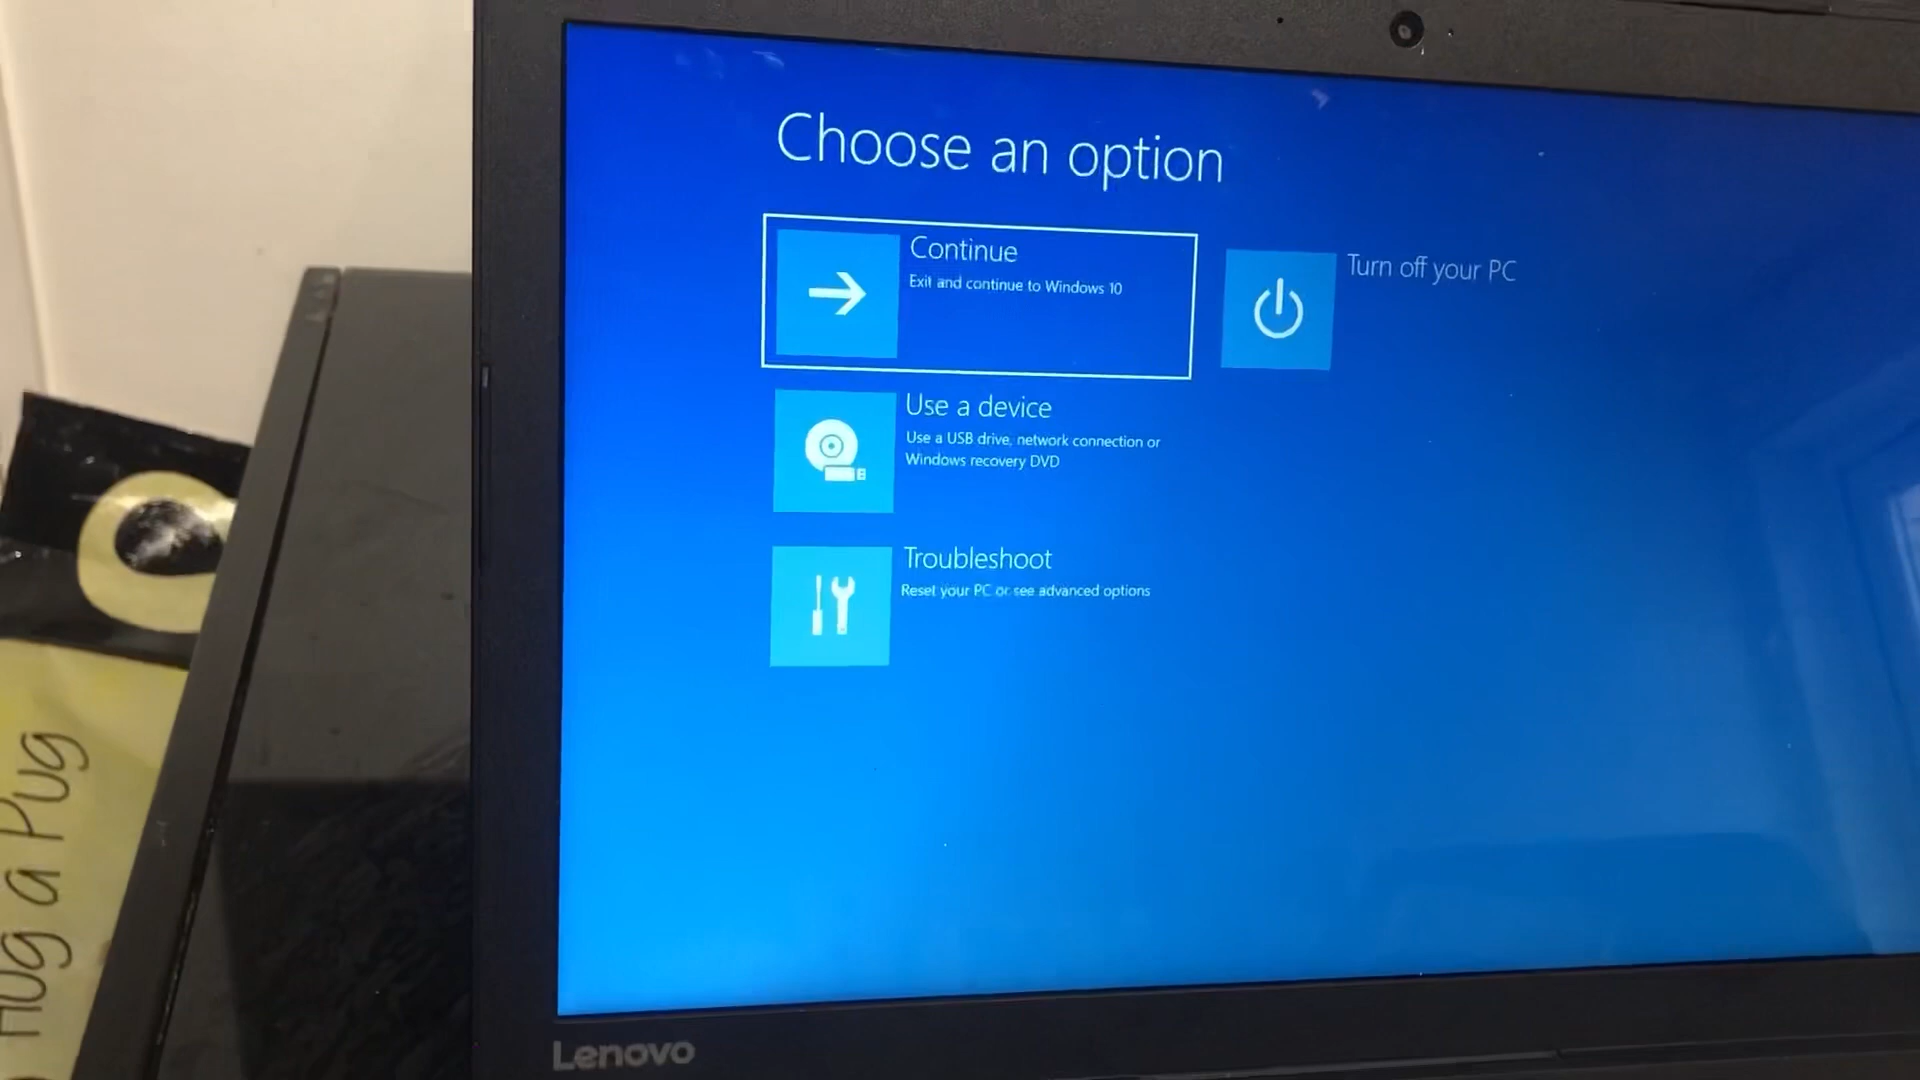 Choose an option
Continue
Exit and continue to Windows 10
Turn off your PC
Use a device
Use a USB drive, network connection or
Windows recovery DVD
Troubleshoot
Reset your PC or see advanced options
Hug a Pug
Lenovo